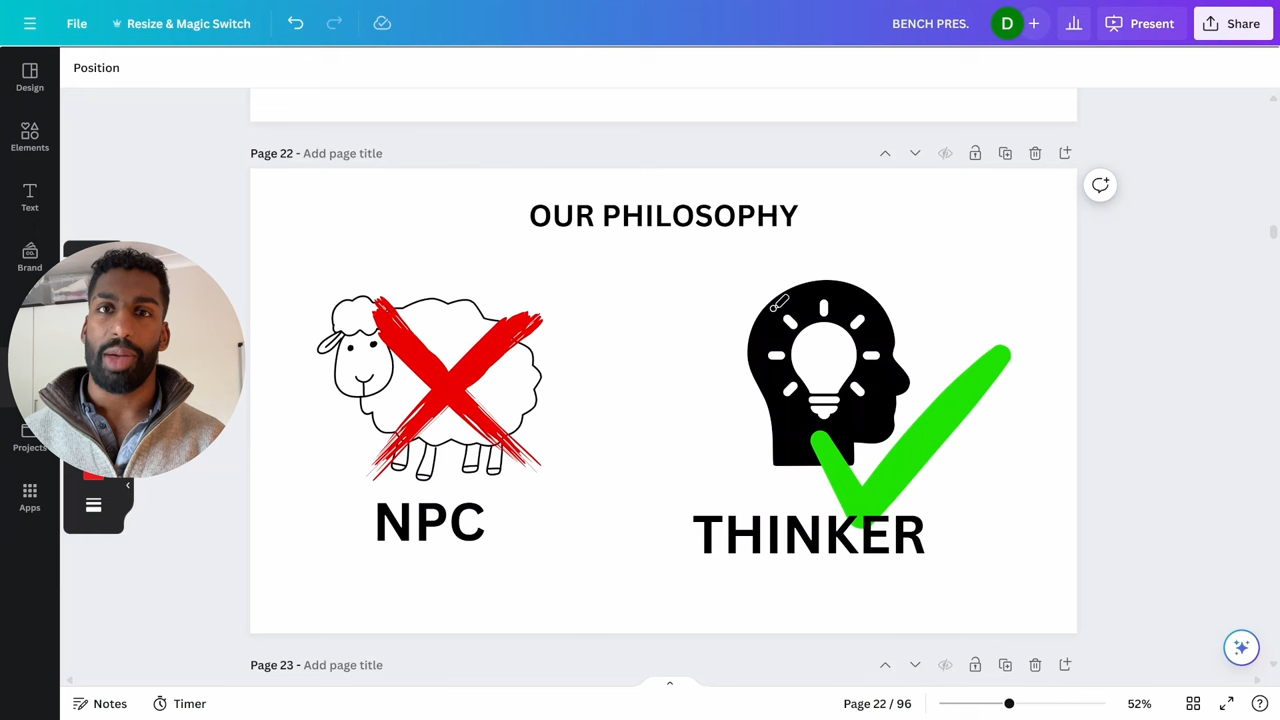 File
Resize & Magic Switch
BENCH PRES.
D
Present
Share
Position
Design
Elements
Text
Brand
Projects
Apps
Page 22 - Add page title
OUR PHILOSOPHY
NPC
THINKER
Page 23 - Add page title
Notes
Timer
Page 22 / 96
52%